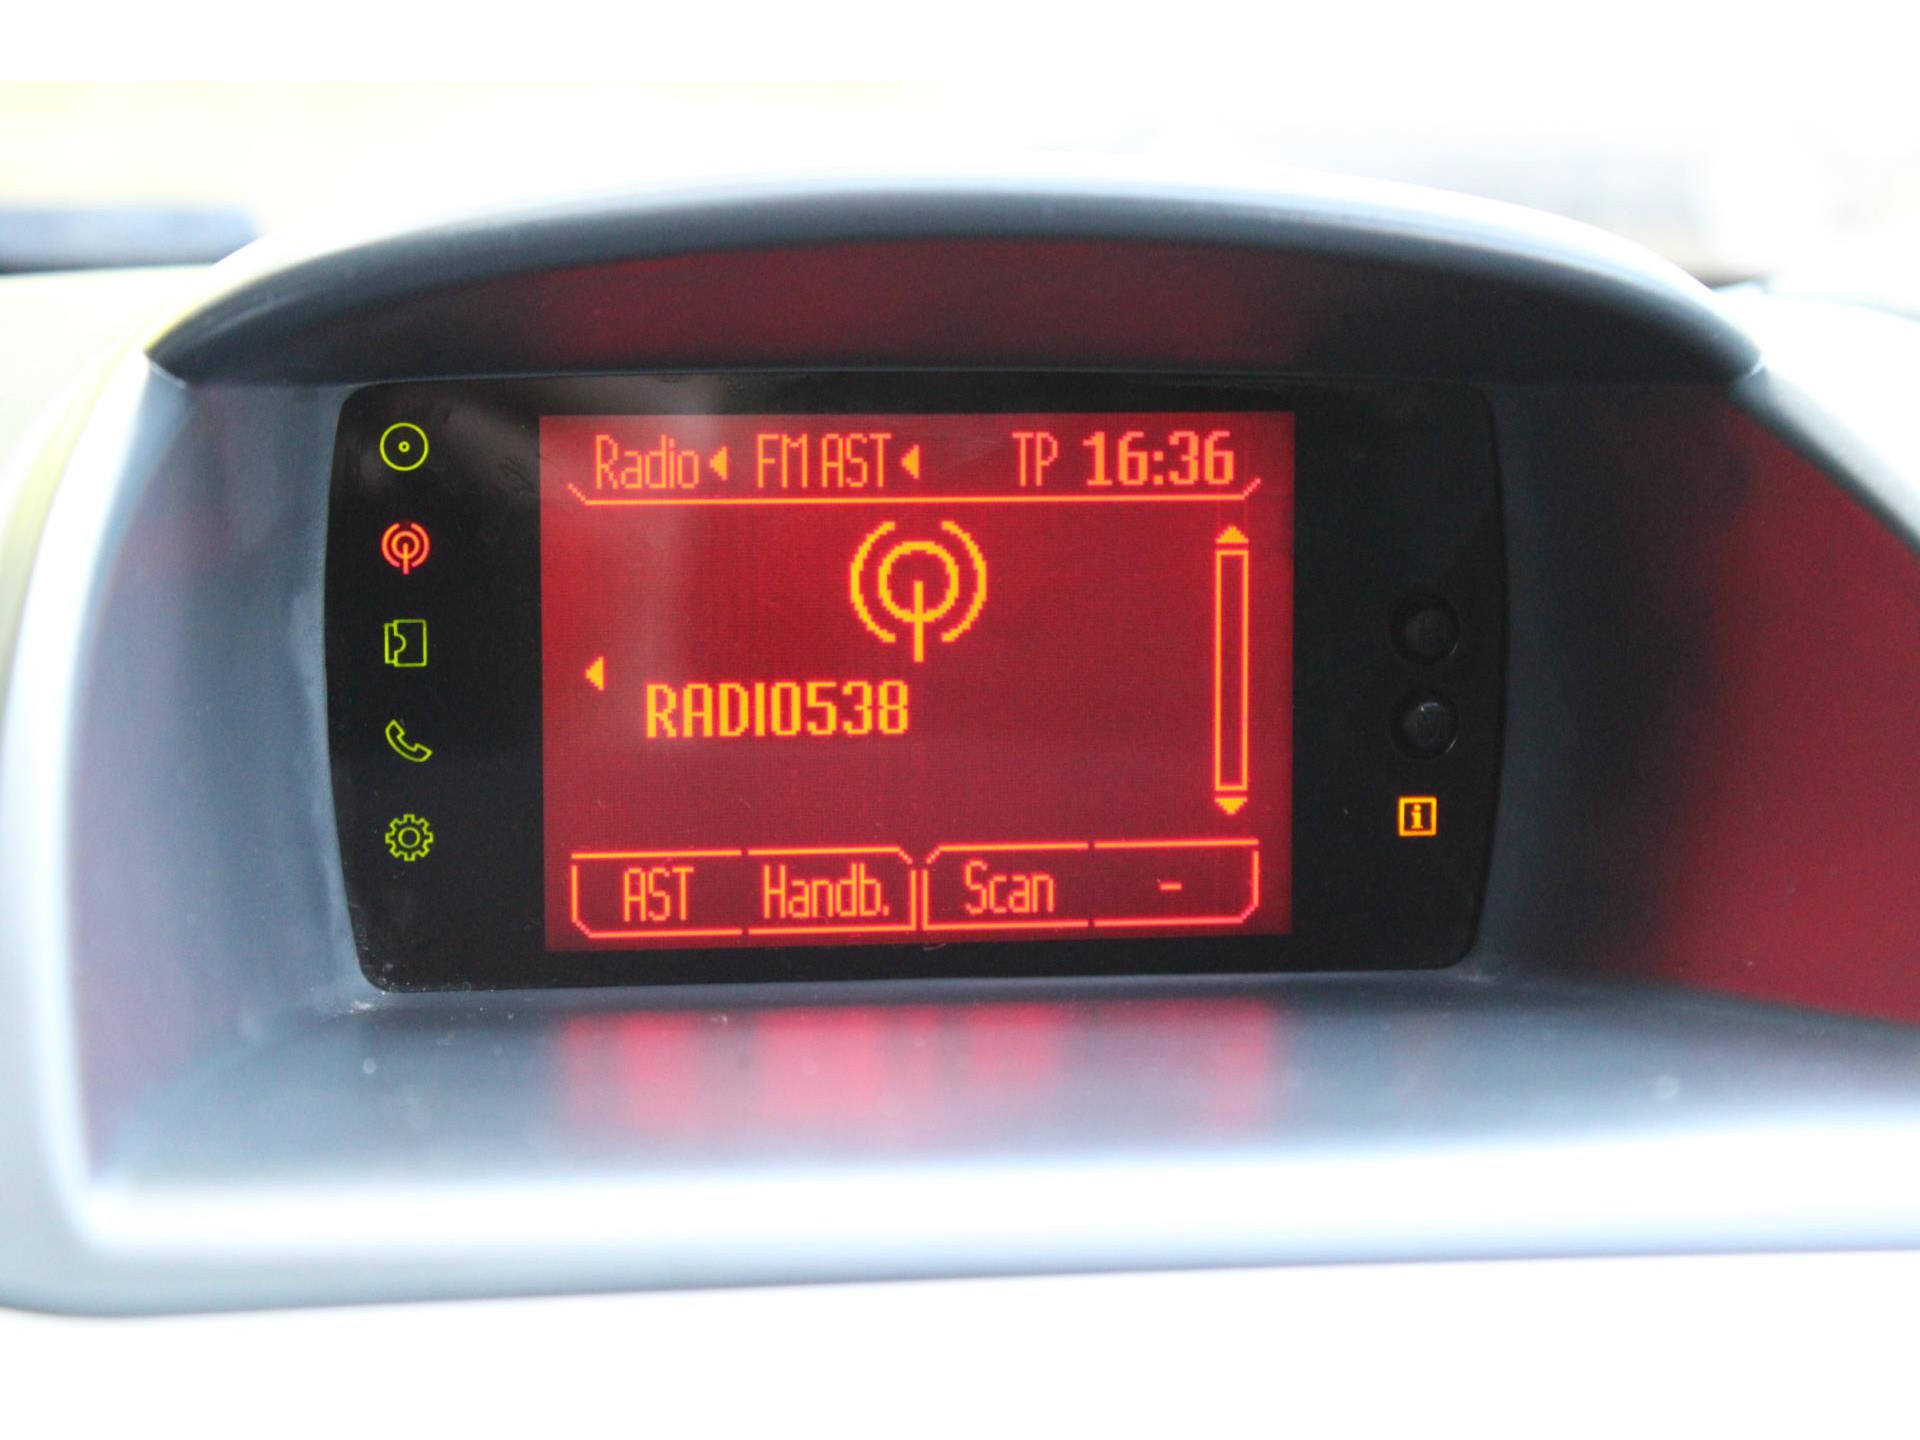 Radio FM AST TP 16:36
RADIO538
AST Handb. Scan -
i